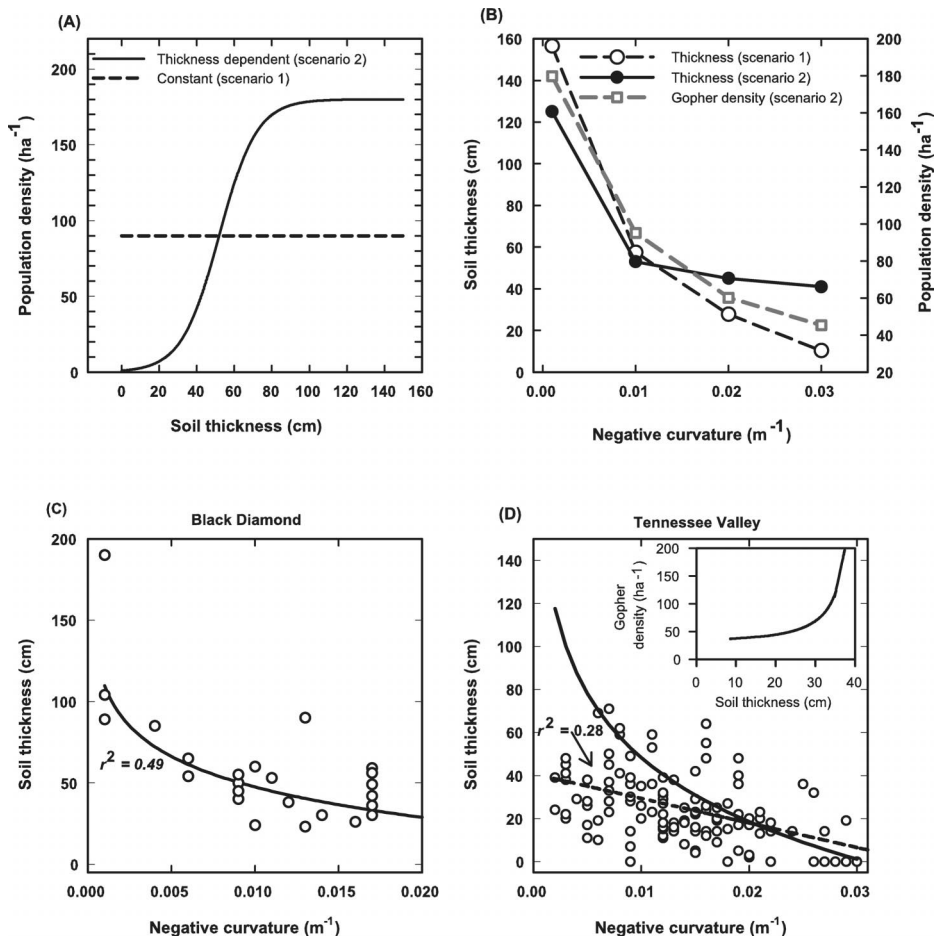 (A)
Thickness dependent (scenario 2)
Constant (scenario 1)
Population density (ha-1)
200
150
100
50
0
0 20 40 60 80 100 120 140 160
Soil thickness (cm)
(B)
Thickness (scenario 1)
Thickness (scenario 2)
Gopher density (scenario 2)
Soil thickness (cm)
160
140
120
100
80
60
40
20
0
Population density (ha-1)
200
180
160
140
120
100
80
60
40
20
0.00 0.01 0.02 0.03
Negative curvature (m-1)
(C)
Black Diamond
Soil thickness (cm)
200
150
100
50
0
r2 = 0.49
0.000 0.005 0.010 0.015 0.020
Negative curvature (m-1)
(D)
Tennessee Valley
Soil thickness (cm)
140
120
100
80
60
40
20
0
r2 = 0.28
0.00 0.01 0.02 0.03
Negative curvature (m-1)
Gopher
density (ha-1)
200
150
100
50
0
0 10 20 30 40
Soil thickness (cm)